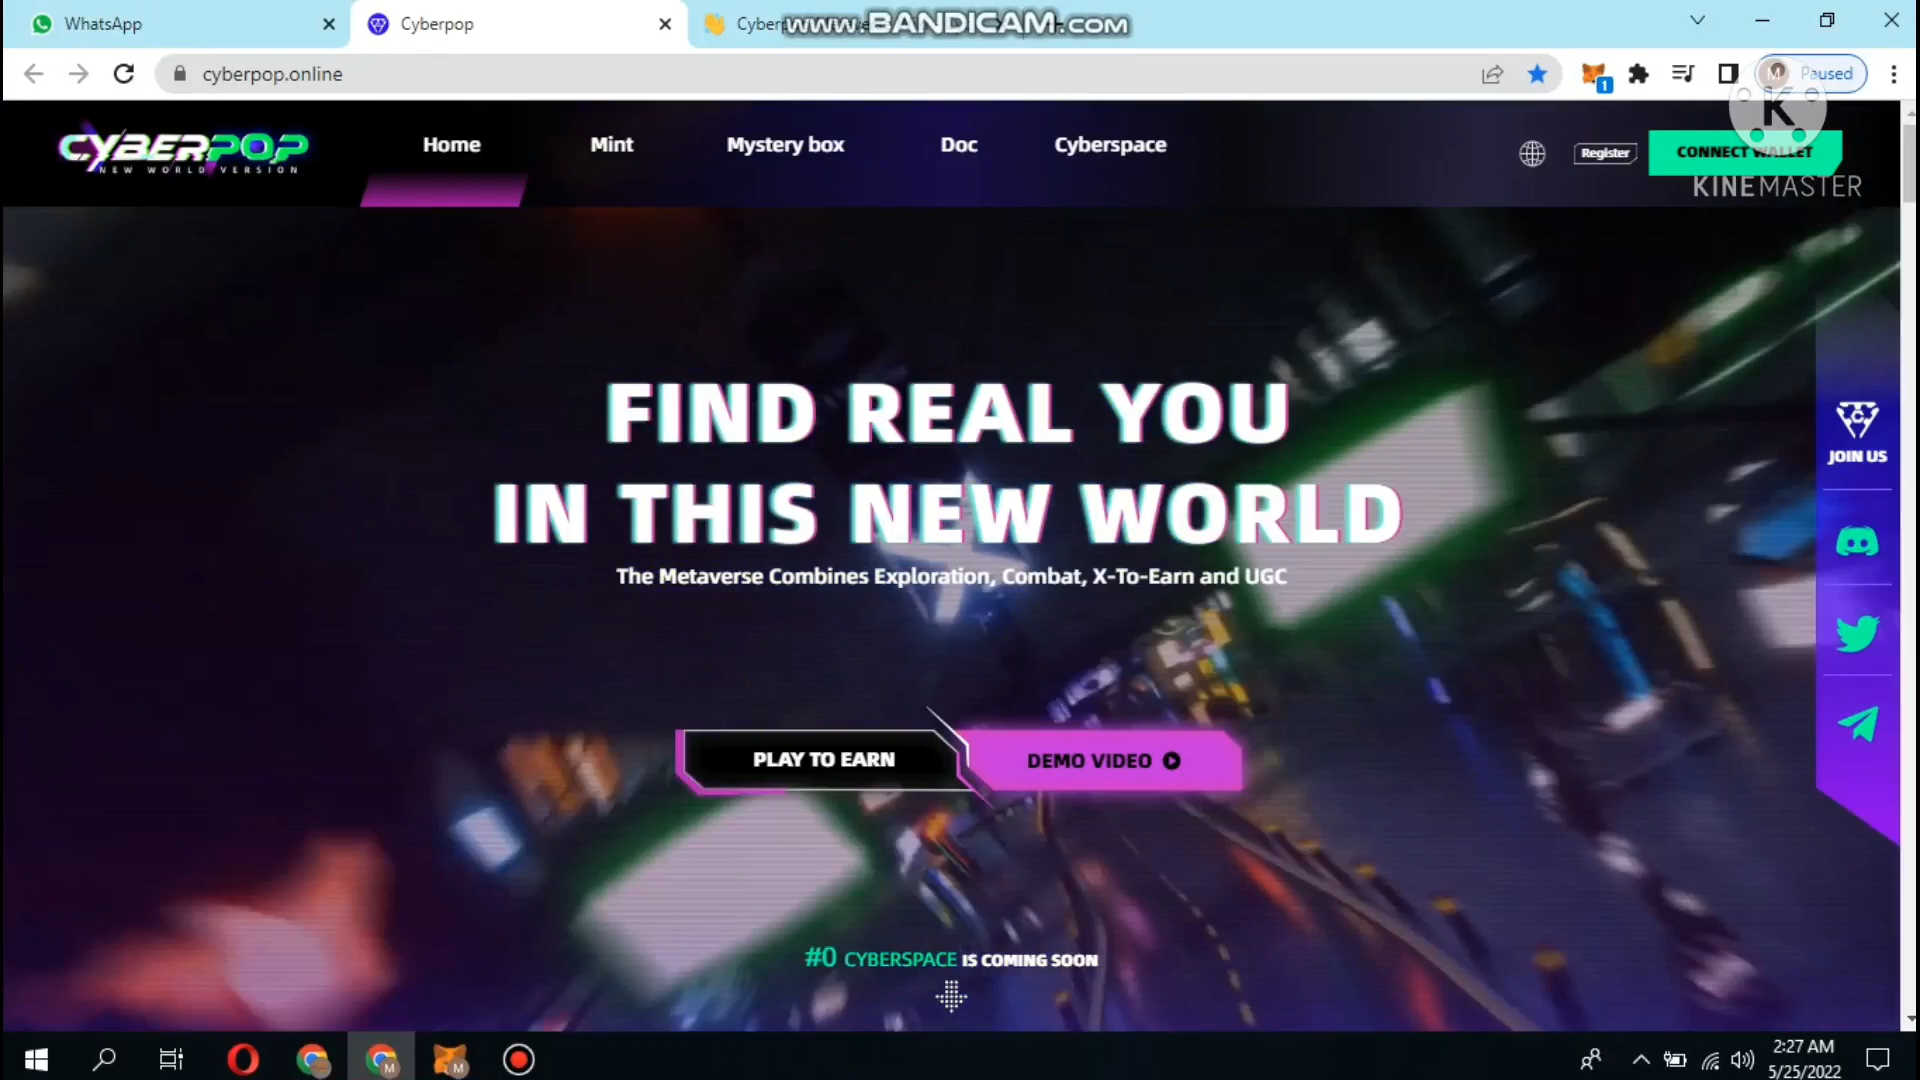 WhatsApp
Cyberpop
www.BANDICAM.com
cyberpop.online
1
M
Paused
K
CYBERPOP
NEW WORLD VERSION
Home
Mint
Mystery box
Doc
Cyberspace
Register
CONNECT WALLET
KINEMASTER
FIND REAL YOU
IN THIS NEW WORLD
The Metaverse Combines Exploration, Combat, X-To-Earn and UGC
JOIN US
PLAY TO EARN
DEMO VIDEO
#0 CYBERSPACE IS COMING SOON
M
M
2:27 AM
5/25/2022